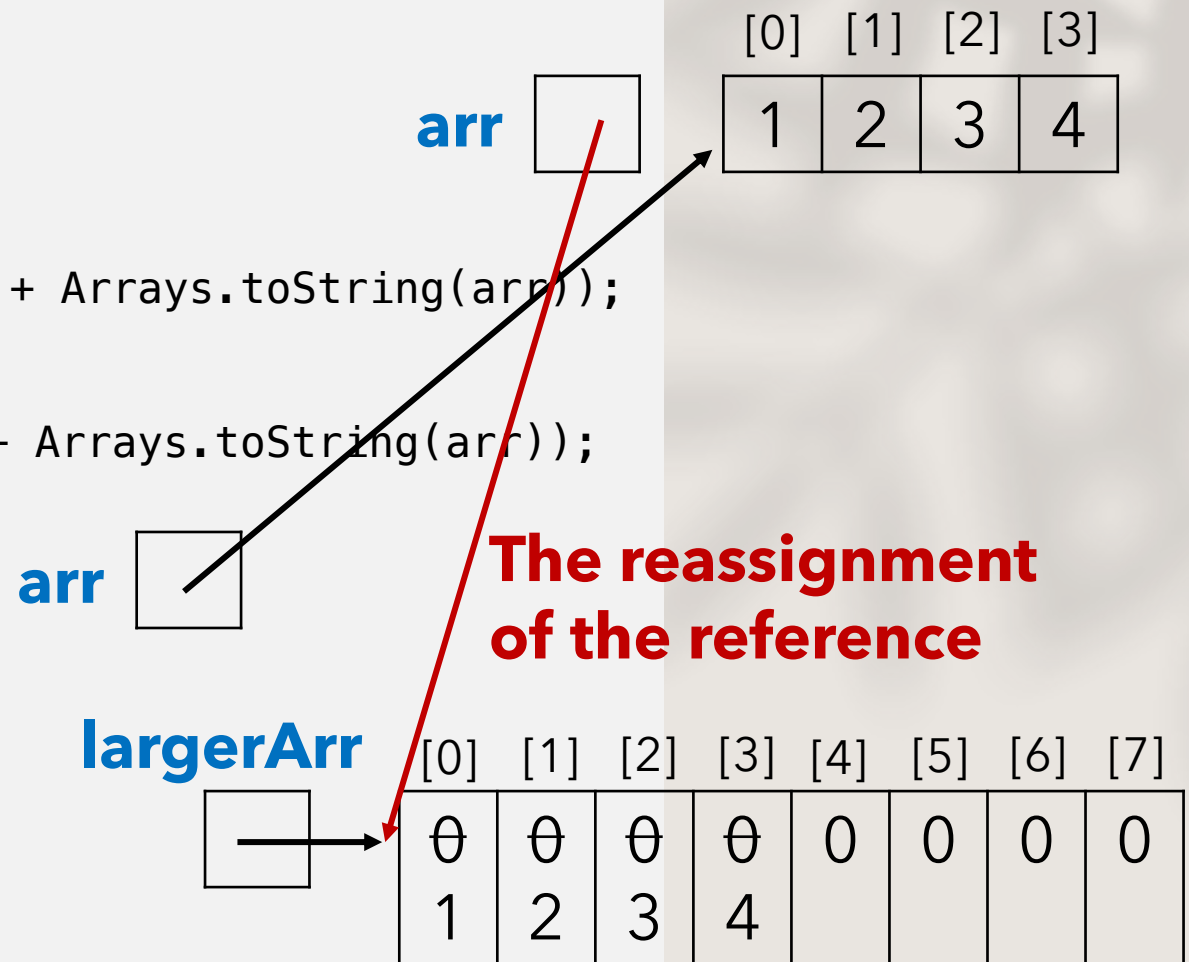 [0] [1] [2] [3]
arr 1 2 3 4
+ Arrays.toString(arr));
Arrays.toString(arr));
arr
The reassignment
of the reference
largerArr [0] [1] [2] [3] [4] [5] [6] [7]
0 0 0 0 0 0 0 0
1 2 3 4